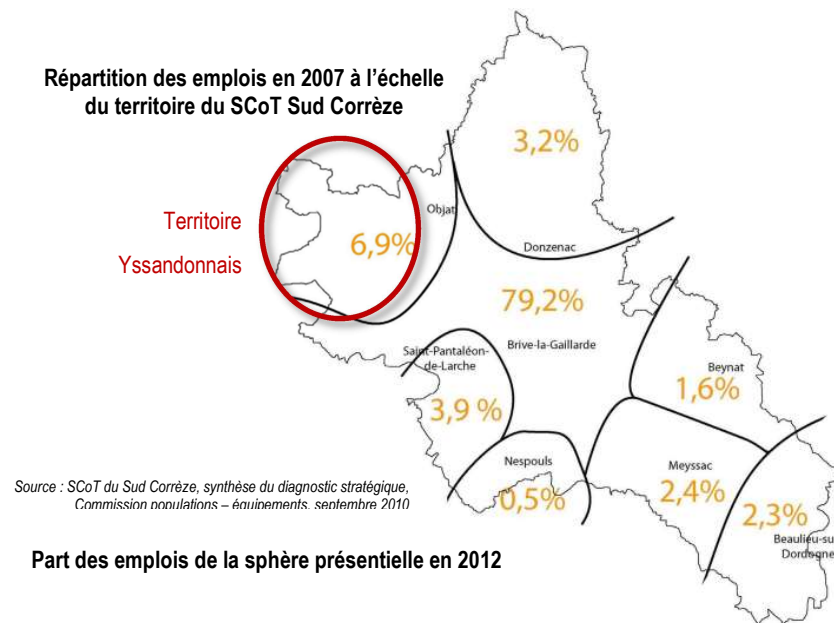 Répartition des emplois en 2007 à l'échelle
du territoire du SCoT Sud Corrèze
3,2%
Territoire
Yssandonnais
Objat
6,9%
Donzenac
79,2%
Brive-la-Gaillarde
Saint-Pantaléon-
de-Larche
3,9 %
Beynat
1,6%
Nespouls
0,5%
Meyssac
2,4%
2,3%
Beaulieu-su
Dordogne
Source : SCoT du Sud Corrèze, synthèse du diagnostic stratégique,
Commission populations – équipements, septembre 2010
Part des emplois de la sphère présentielle en 2012